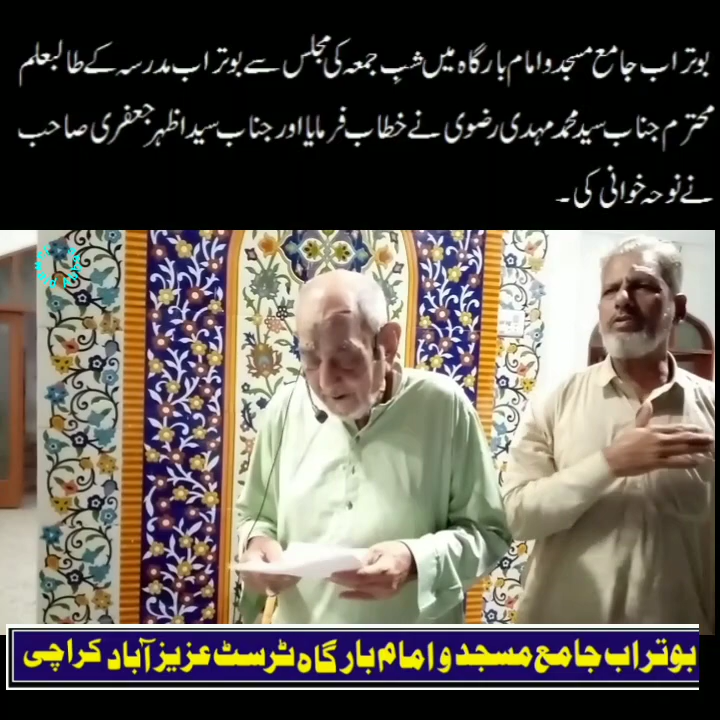 بوتراب جامع مسجد و امام بارگاہ میں شبِ جمعہ کی مجلس سے بوتراب مدرسہ کے طالبعلم
محترم جناب سید محمد مہدی رضوی نے خطاب فرمایا اور جناب سید اظہر جعفری صاحب
نے نوحہ خوانی کی۔
بوتراب جامع مسجد و امام بارگاہ ٹرسٹ عزیز آباد کراچی